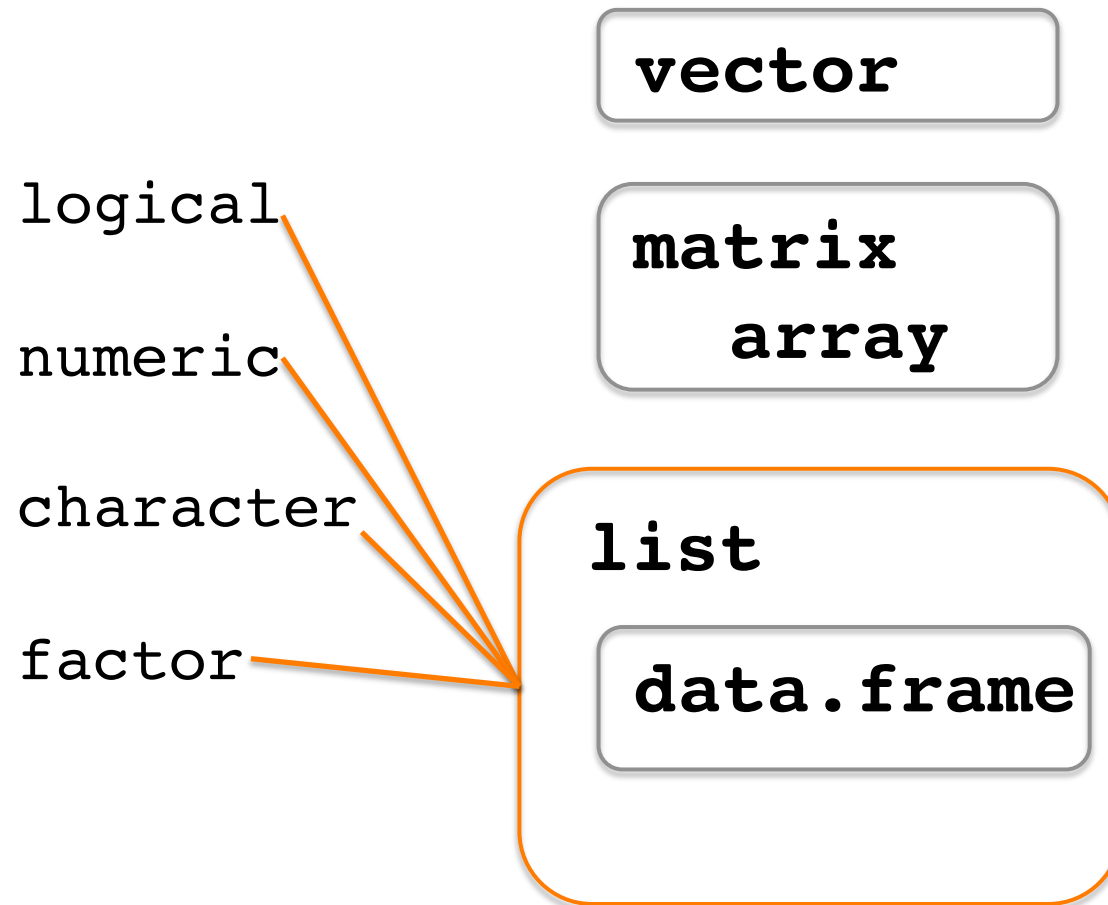 vector
logical
matrix
numeric
array
character
list
factor
data.frame